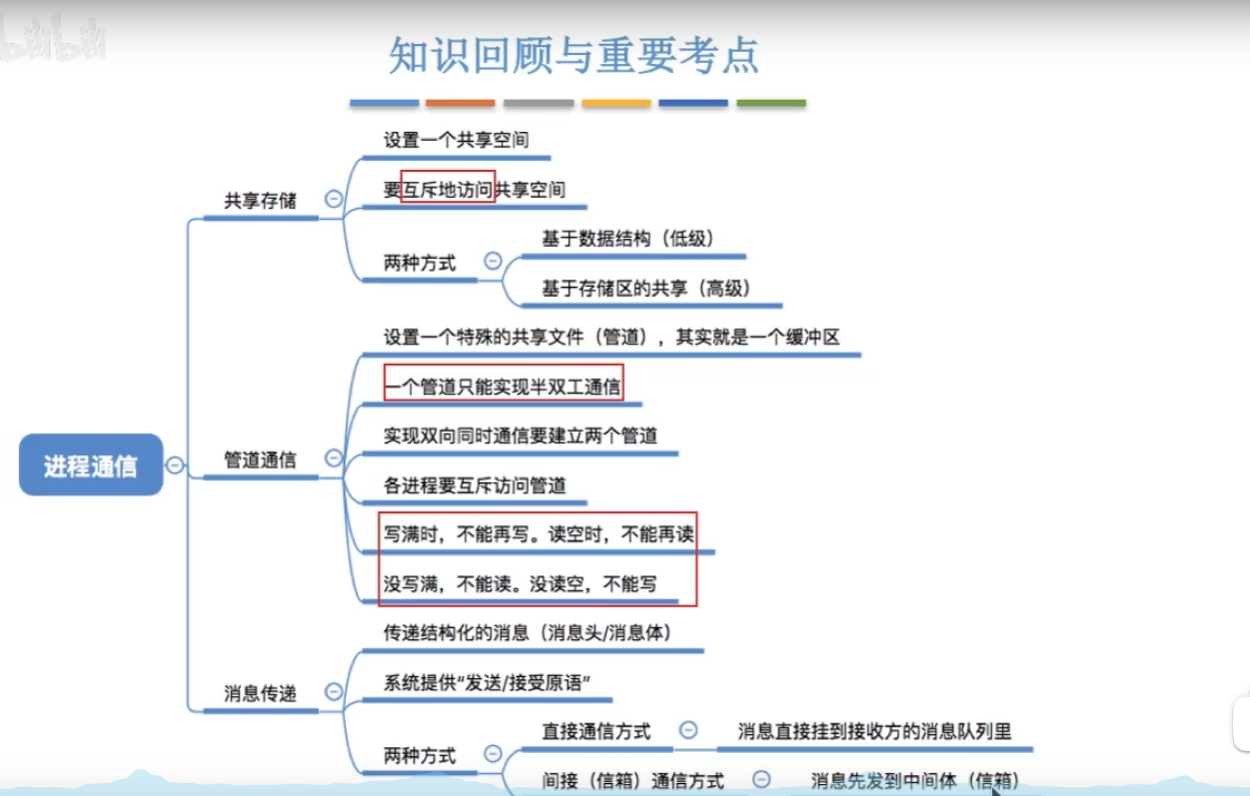 bilibili
知识回顾与重要考点
设置一个共享空间
要互斥地访问共享空间
共享存储
基于数据结构（低级）
两种方式
基于存储区的共享（高级）
设置一个特殊的共享文件（管道），其实就是一个缓冲区
一个管道只能实现半双工通信
实现双向同时通信要建立两个管道
管道通信
进程通信
各进程要互斥访问管道
写满时，不能再写。读空时，不能再读
没写满，不能读。没读空，不能写
传递结构化的消息（消息头/消息体）
系统提供“发送/接受原语”
消息传递
直接通信方式
消息直接挂到接收方的消息队列里
两种方式
间接（信箱）通信方式
消息先发到中间体（信箱）